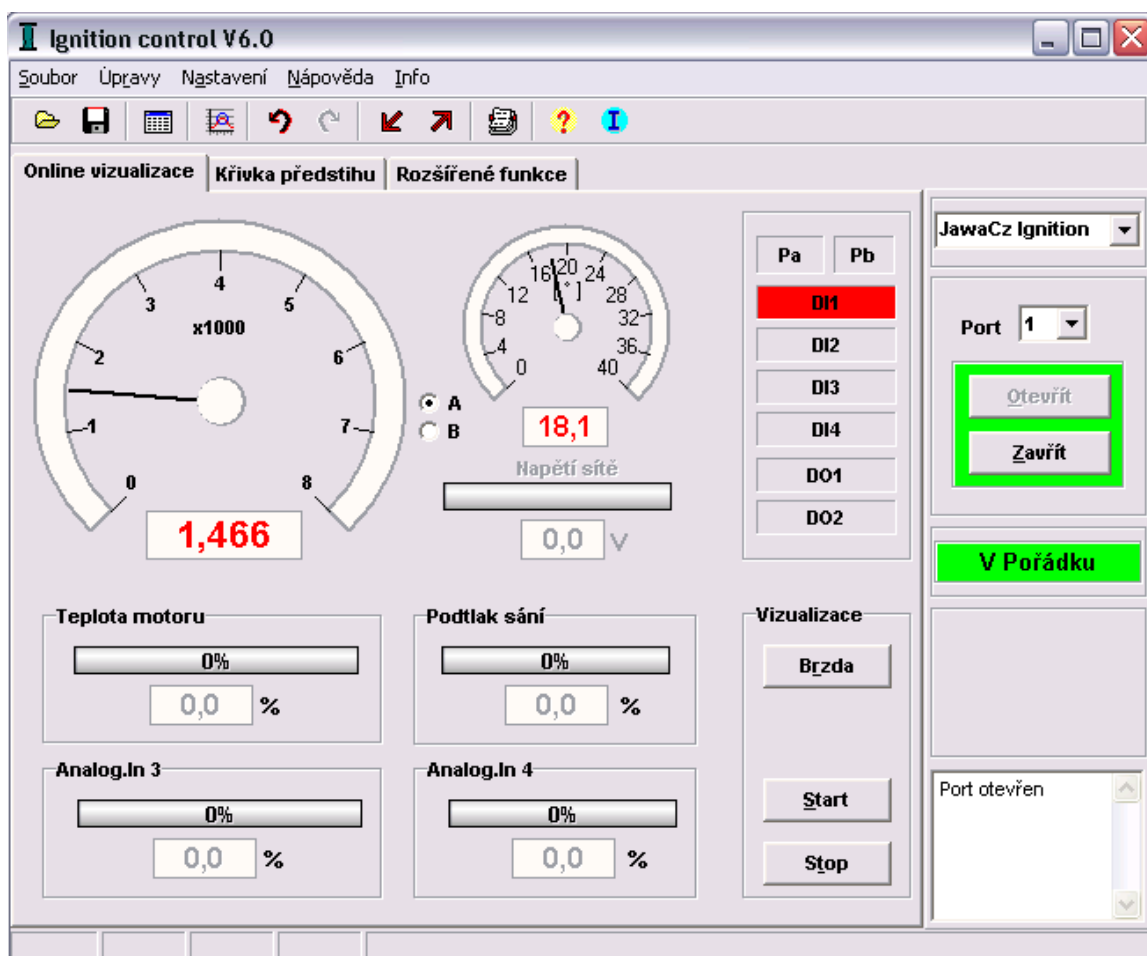 Ignition control V6.0
Soubor Úpravy Nastavení Nápověda Info
? I
Online vizualizace Křivka předstihu Rozšířené funkce
0 1 2 3 4 5 6 7 8
x1000
1,466
0 4 8 12 16 20 24 28 32 36 40
[ ° ]
18,1
A
B
Napětí sítě
0,0 V
Pa Pb
DI1
DI2
DI3
DI4
DO1
DO2
Teplota motoru
0%
0,0 %
Podtlak sání
0%
0,0 %
Analog.In 3
0%
0,0 %
Analog.In 4
0%
0,0 %
Vizualizace
Brzda
Start
Stop
JawaCz Ignition
Port 1
Otevřít
Zavřít
V Pořádku
Port otevřen